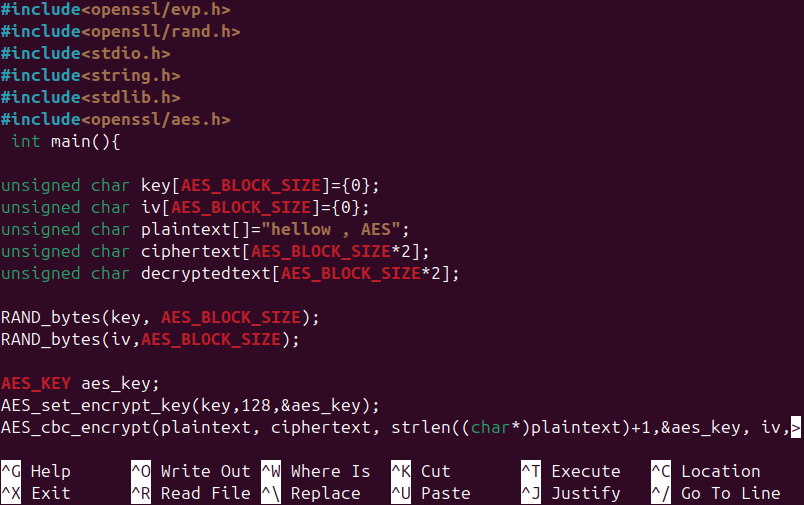 #include<openssl/evp.h>
#include<opensll/rand.h>
#include<stdio.h>
#include<string.h>
#include<stdlib.h>
#include<openssl/aes.h>
 int main(){
unsigned char key[AES_BLOCK_SIZE]={0};
unsigned char iv[AES_BLOCK_SIZE]={0};
unsigned char plaintext[]="hellow , AES";
unsigned char ciphertext[AES_BLOCK_SIZE*2];
unsigned char decryptedtext[AES_BLOCK_SIZE*2];
RAND_bytes(key, AES_BLOCK_SIZE);
RAND_bytes(iv,AES_BLOCK_SIZE);
AES_KEY aes_key;
AES_set_encrypt_key(key,128,&aes_key);
AES_cbc_encrypt(plaintext, ciphertext, strlen((char*)plaintext)+1,&aes_key, iv,>
^G Help ^O Write Out ^W Where Is ^K Cut ^T Execute ^C Location
^X Exit ^R Read File ^\ Replace ^U Paste ^J Justify ^/ Go To Line